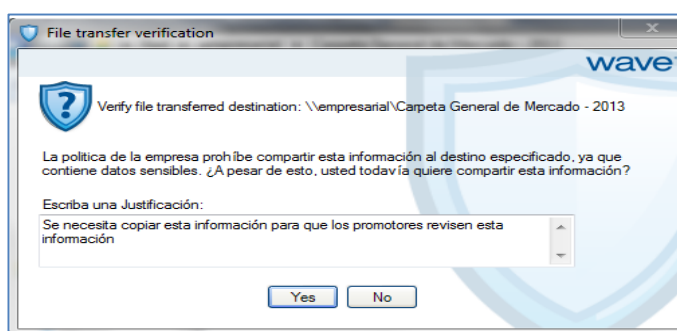 File transfer verification
wave
Verify file transferred destination: \\empresarial\Carpeta General de Mercado - 2013
La politica de la empresa prohíbe compartir esta información al destino especificado, ya que
contiene datos sensibles. ¿A pesar de esto, usted todavía quiere compartir esta información?
Escriba una Justificación:
Se necesita copiar esta información para que los promotores revisen esta
información
Yes No